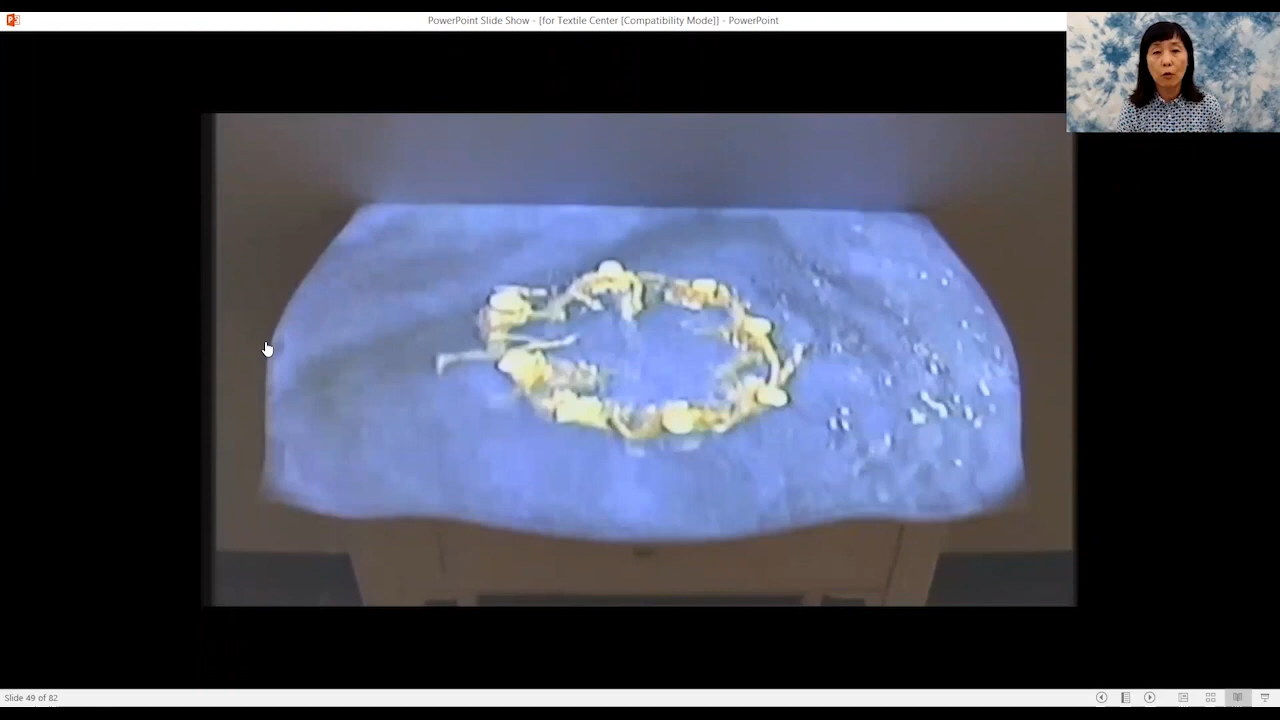 PowerPoint Slide Show - [for Textile Center [Compatibility Mode]] - PowerPoint
Slide 49 of 82